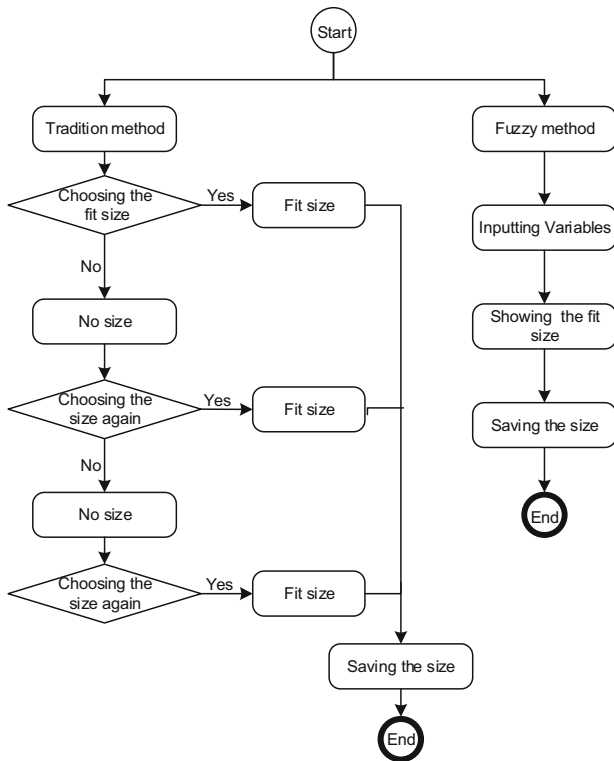 Start
Tradition method
Fuzzy method
Choosing the
fit size
Yes
Fit size
Inputting Variables
No
No size
Showing the fit
size
Choosing the
size again
Yes
Fit size
Saving the size
No
No size
End
Choosing the
size again
Yes
Fit size
Saving the size
End